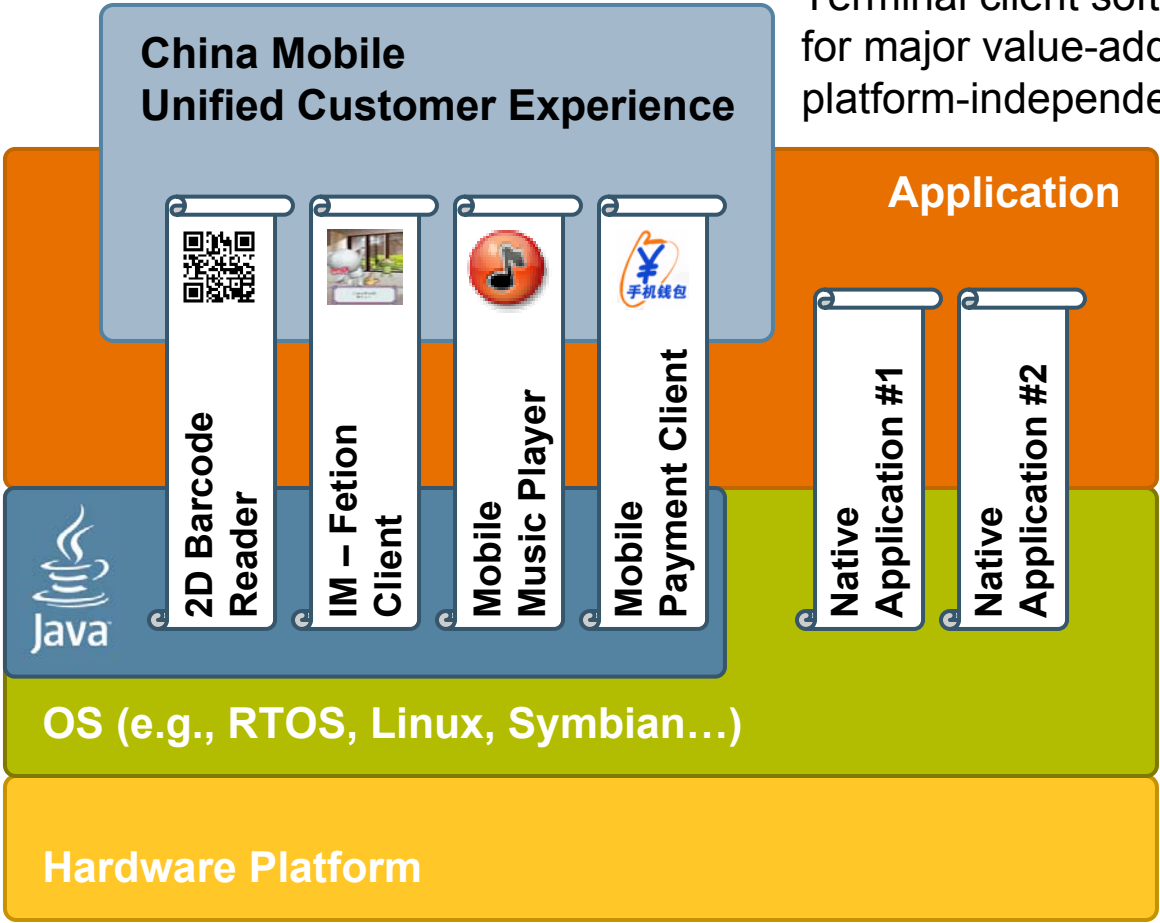 Terminal client
for major
platform-independe
China Mobile
Unified Customer Experience
Application
手机钱包
2D Barcode
Reader
IM – Fetion
Client
Mobile
Music Player
Mobile
Payment Client
Native
Application #1
Native
Application #2
Java
OS (e.g., RTOS, Linux, Symbian…)
Hardware Platform